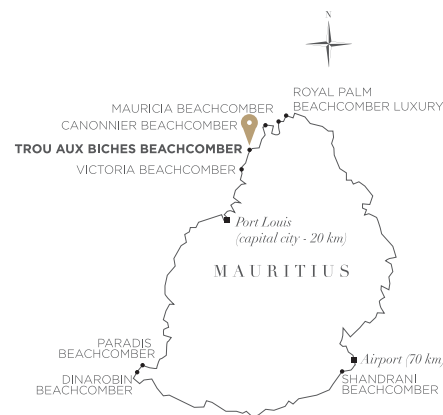 N
ROYAL PALM
BEACHCOMBER LUXURY
MAURICIA BEACHCOMBER
CANONNIER BEACHCOMBER
TROU AUX BICHES BEACHCOMBER
VICTORIA BEACHCOMBER
Port Louis
(capital city - 20 km)
MAURITIUS
PARADIS
BEACHCOMBER
DINAROBIN
BEACHCOMBER
Airport (70 km
SHANDRANI
BEACHCOMBER